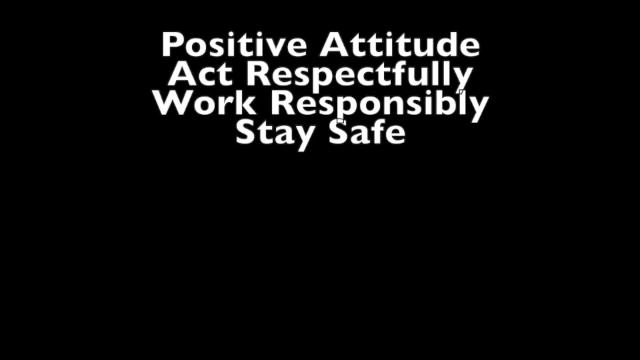 Positive Attitude
Act Respectfully
Work Responsibly
Stay Safe